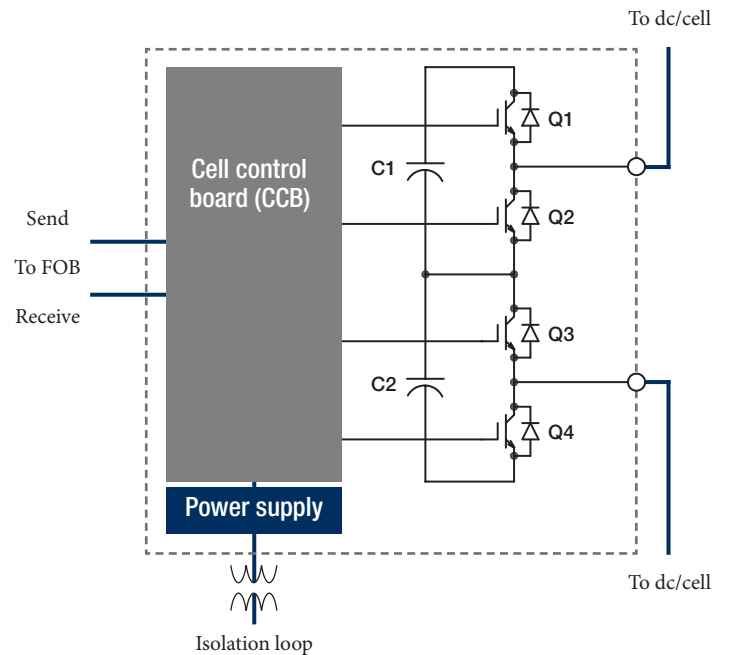 To dc/cell
Cell control
board (CCB)
Q1
C1
Q2
Send
To FOB
Receive
Q3
C2
Q4
Power supply
To dc/cell
Isolation loop